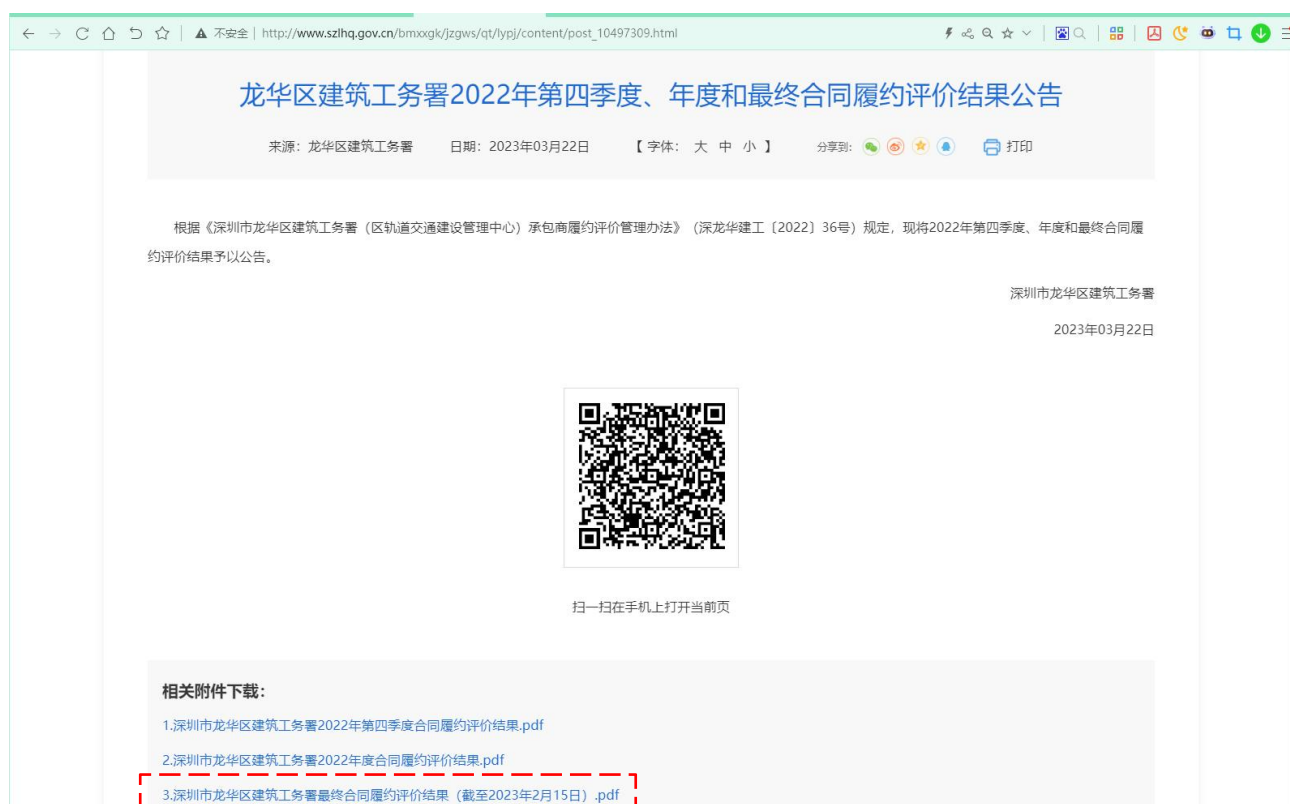 不安全 http://www.szlhq.gov.cn/bmxxgk/jzgws/qt/lypj/content/post_10497309.html
龙华区建筑工务署2022年第四季度、年度和最终合同履约评价结果公告
来源：龙华区建筑工务署 日期：2023年03月22日 【字体： 大 中 小 】 分享到： 打印
根据《深圳市龙华区建筑工务署（区轨道交通建设管理中心）承包商履约评价管理办法》（深龙华建工〔2022〕36号）规定，现将2022年第四季度、年度和最终合同履
约评价结果予以公告。
深圳市龙华区建筑工务署
2023年03月22日
扫一扫在手机上打开当前页
相关附件下载：
1.深圳市龙华区建筑工务署2022年第四季度合同履约评价结果.pdf
2.深圳市龙华区建筑工务署2022年度合同履约评价结果.pdf
3.深圳市龙华区建筑工务署最终合同履约评价结果（截至2023年2月15日）.pdf